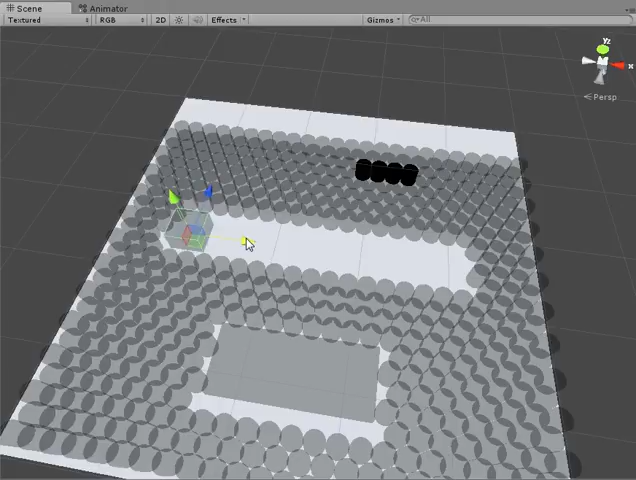 Scene Animator
Textured RGB 2D Effects Gizmos All
Y z
x
Persp